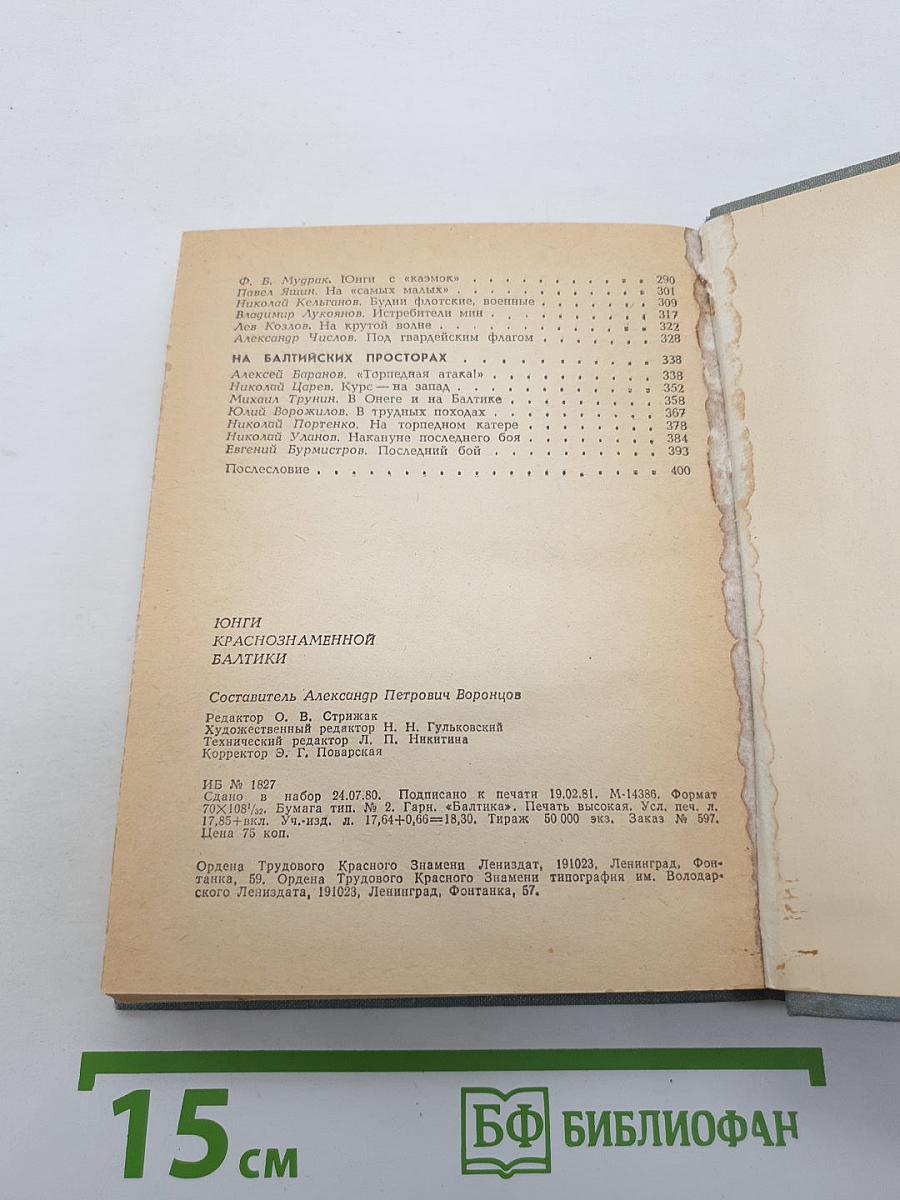 Ф. Б. Мудрак. Юнги с «каэмок» . . . . . . . . . . . 290
Павел Яшин. На «самых малых» . . . . . . . . . . . 301
Николай Кельганов. Будни флотские, военные . . . . . . 309
Владимир Лукоянов. Истребители мин . . . . . . . . . 317
Лев Козлов. На крутой волне . . . . . . . . . . . . 322
Александр Числов. Под гвардейским флагом . . . . . . 328
НА БАЛТИЙСКИХ ПРОСТОРАХ . . . . . . . . . . 338
Алексей Баранов. «Торпедная атака!» . . . . . . . . . 338
Николай Царев. Курс — на запад . . . . . . . . . . . 352
Михаил Трунин. В Онеге и на Балтике . . . . . . . . . 358
Юлий Ворожилов. В трудных походах . . . . . . . . . 367
Николай Портенко. На торпедном катере . . . . . . . . 378
Николай Уланов. Накануне последнего боя . . . . . . . 384
Евгений Бурмистров. Последний бой . . . . . . . . . . 393
Послесловие . . . . . . . . . . . . . . . . . . 400
ЮНГИ
КРАСНОЗНАМЕННОЙ
БАЛТИКИ
Составитель Александр Петрович Воронцов
Редактор О. В. Стрижак
Художественный редактор Н. Н. Гульковский
Технический редактор Л. П. Никитина
Корректор Э. Г. Поварская
ИБ № 1827
Сдано в набор 24.07.80. Подписано к печати 19.02.81. М-14386. Формат
70×108¹/₃₂. Бумага тип. № 2. Гарн. «Балтика». Печать высокая. Усл. печ. л.
17,85+вкл. Уч.-изд. л. 17,64+0,66=18,30. Тираж 50 000 экз. Заказ № 597.
Цена 75 коп.
Ордена Трудового Красного Знамени Лениздат, 191023, Ленинград, Фон-
танка, 59. Ордена Трудового Красного Знамени типография им. Володар-
ского Лениздата, 191023, Ленинград, Фонтанка, 57.
15 см
БФ БИБЛИОФАН